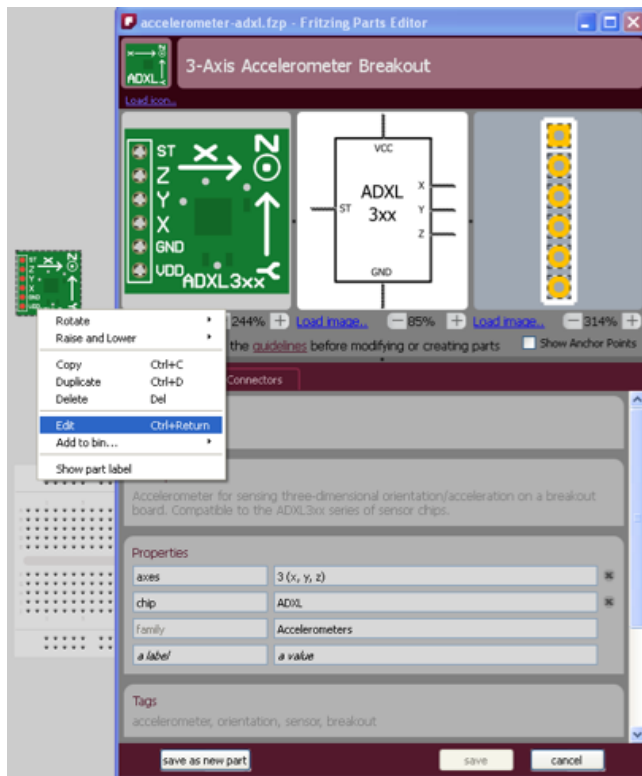 accelerometer-adxl.fzp - Fritzing Parts Editor
3-Axis Accelerometer Breakout
ADXL
Z
Y
Load icon...
ST
Z
Y
X
GND
VDD
X
Z
Y
ADXL3xx
VCC
ADXL
3xx
ST
X
Y
Z
GND
244%
Load image..
85%
Load image..
314%
the guidelines before modifying or creating parts
Show Anchor Points
Connectors
Rotate
Raise and Lower
Copy Ctrl+C
Duplicate Ctrl+D
Delete Del
Edit Ctrl+Return
Add to bin...
Show part label
Accelerometer for sensing three-dimensional orientation/acceleration on a breakout
board. Compatible to the ADXL3xx series of sensor chips.
Properties
axes 3 (x, y, z)
chip ADXL
family Accelerometers
a label a value
Tags
accelerometer, orientation, sensor, breakout
save as new part save cancel